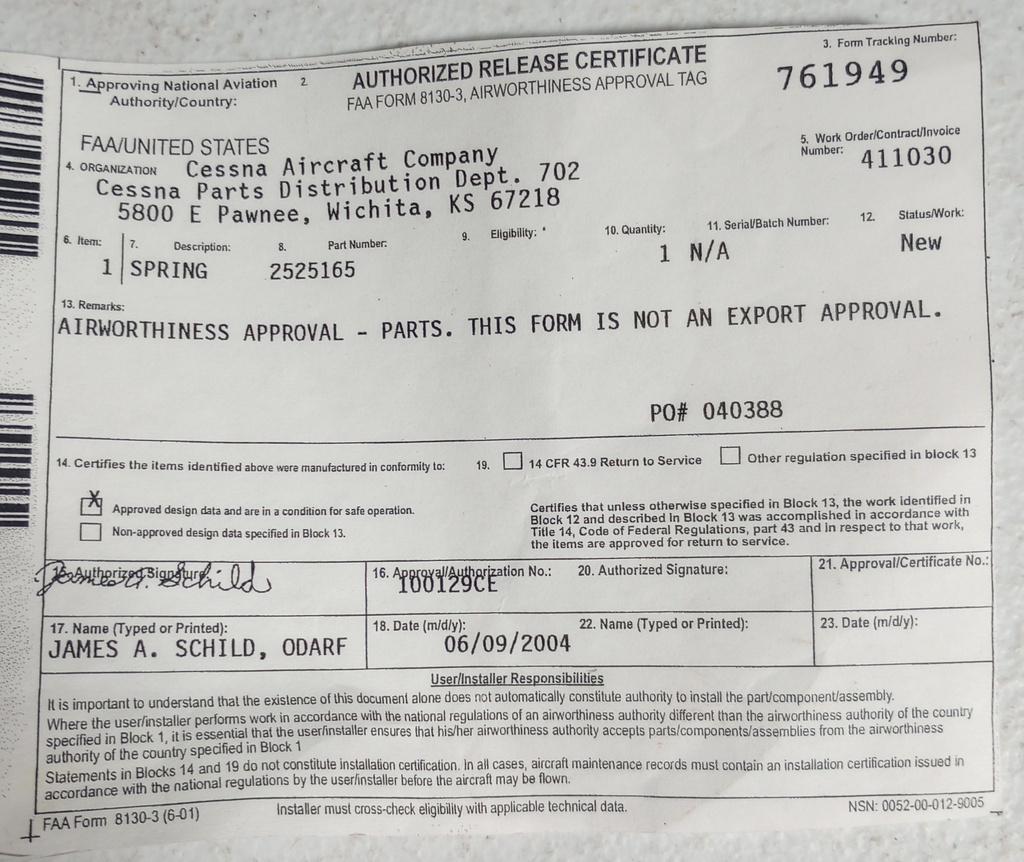 1. Approving National Aviation Authority/Country:
2. AUTHORIZED RELEASE CERTIFICATE
FAA FORM 8130-3, AIRWORTHINESS APPROVAL TAG
3. Form Tracking Number:
761949
FAA/UNITED STATES
4. ORGANIZATION Cessna Aircraft Company
Cessna Parts Distribution Dept. 702
5800 E Pawnee, Wichita, KS 67218
5. Work Order/Contract/Invoice
Number: 411030
6. Item: 7. Description: 8. Part Number: 9. Eligibility: * 10. Quantity: 11. Serial/Batch Number: 12. Status/Work:
1 SPRING 2525165 1 N/A New
13. Remarks:
AIRWORTHINESS APPROVAL - PARTS. THIS FORM IS NOT AN EXPORT APPROVAL.
PO# 040388
14. Certifies the items identified above were manufactured in conformity to:
X Approved design data and are in a condition for safe operation.
Non-approved design data specified in Block 13.
19. 14 CFR 43.9 Return to Service Other regulation specified in block 13
Certifies that unless otherwise specified in Block 13, the work identified in
Block 12 and described in Block 13 was accomplished in accordance with
Title 14, Code of Federal Regulations, part 43 and in respect to that work,
the items are approved for return to service.
15. Authorized Signature
James A. Schild
16. Approval/Authorization No.:
100129CE
20. Authorized Signature:
21. Approval/Certificate No.:
17. Name (Typed or Printed):
JAMES A. SCHILD, ODARF
18. Date (m/d/y):
06/09/2004
22. Name (Typed or Printed):
23. Date (m/d/y):
User/Installer Responsibilities
It is important to understand that the existence of this document alone does not automatically constitute authority to install the part/component/assembly.
Where the user/installer performs work in accordance with the national regulations of an airworthiness authority different than the airworthiness authority of the country
specified in Block 1, it is essential that the user/installer ensures that his/her airworthiness authority accepts parts/components/assemblies from the airworthiness
authority of the country specified in Block 1
Statements in Blocks 14 and 19 do not constitute installation certification. In all cases, aircraft maintenance records must contain an installation certification issued in
accordance with the national regulations by the user/installer before the aircraft may be flown.
FAA Form 8130-3 (6-01) Installer must cross-check eligibility with applicable technical data. NSN: 0052-00-012-9005